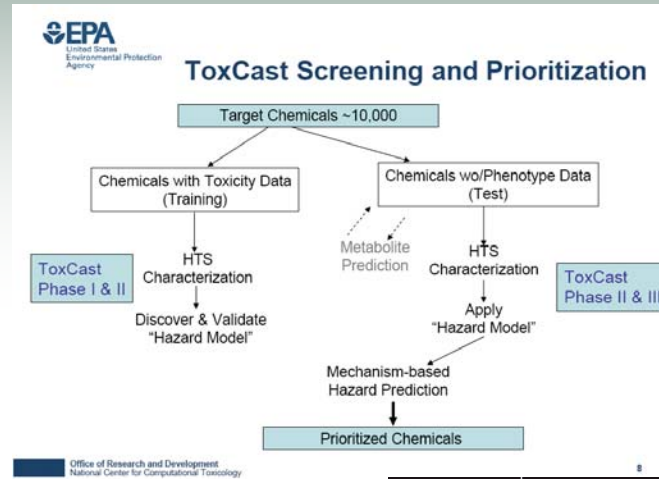 EPA
United States
Environmental Protection
Agency
ToxCast Screening and Prioritization
Target Chemicals ~10,000
Chemicals with Toxicity Data
(Training)
Chemicals wo/Phenotype Data
(Test)
Metabolite
Prediction
ToxCast
Phase I & II
HTS
Characterization
HTS
Characterization
ToxCast
Phase II & III
Discover & Validate
“Hazard Model”
Apply
“Hazard Model”
Mechanism-based
Hazard Prediction
Prioritized Chemicals
Office of Research and Development
National Center for Computational Toxicology
8